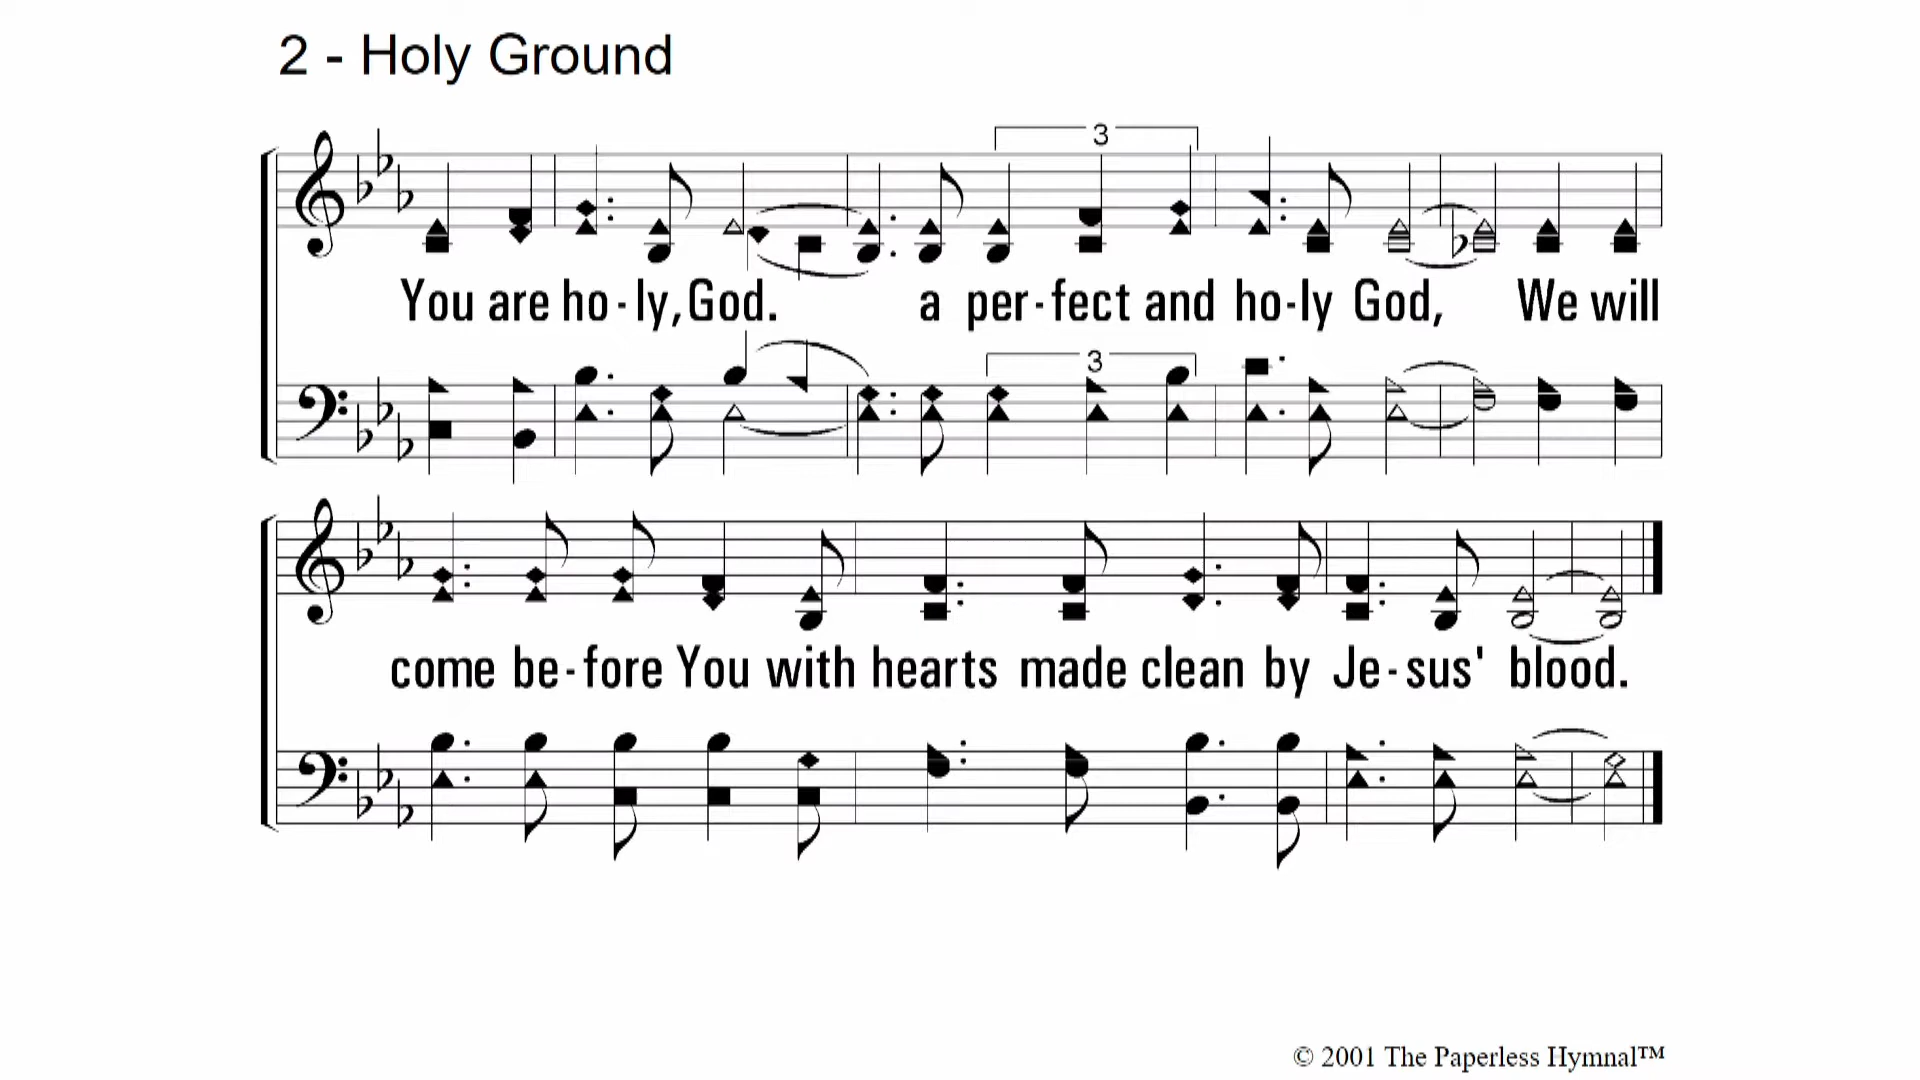 2 - Holy Ground
3
You are ho-ly, God. a per-fect and ho-ly God, We will
3
come be-fore You with hearts made clean by Je-sus' blood.
© 2001 The Paperless Hymnal™